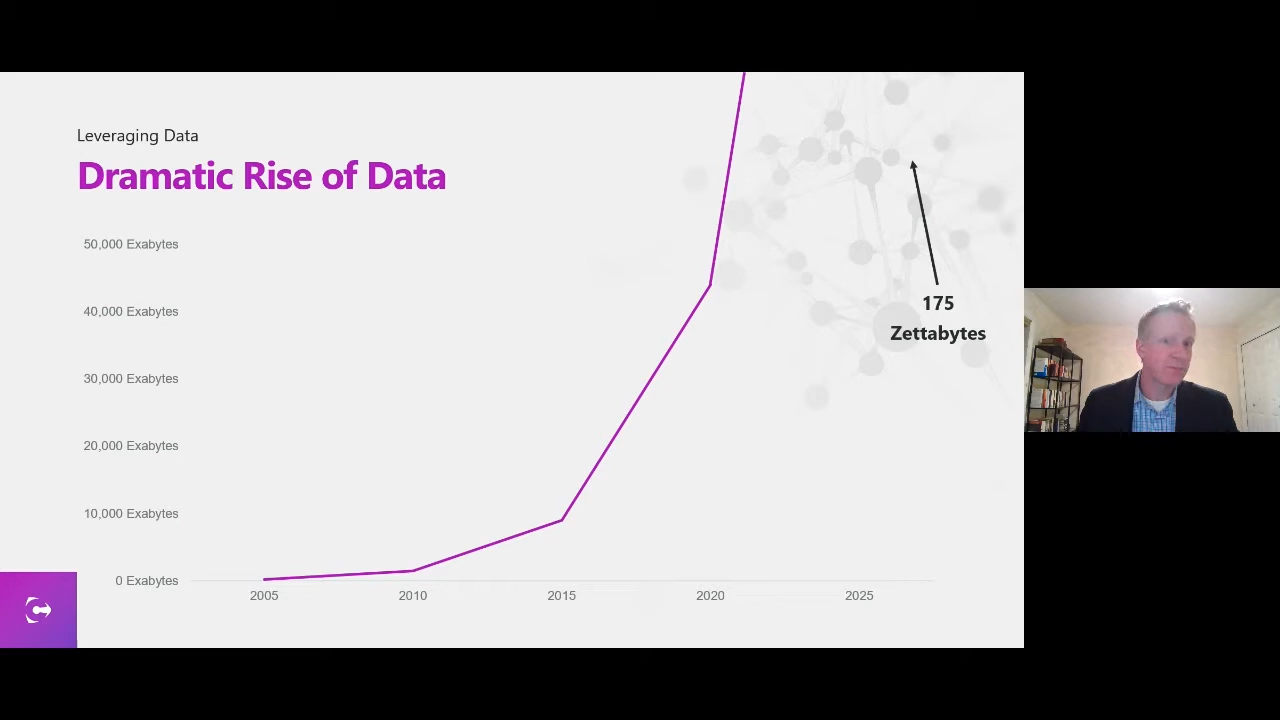 Leveraging Data
Dramatic Rise of Data
50,000 Exabytes
40,000 Exabytes
30,000 Exabytes
20,000 Exabytes
10,000 Exabytes
0 Exabytes
2005
2010
2015
2020
2025
175
Zettabytes